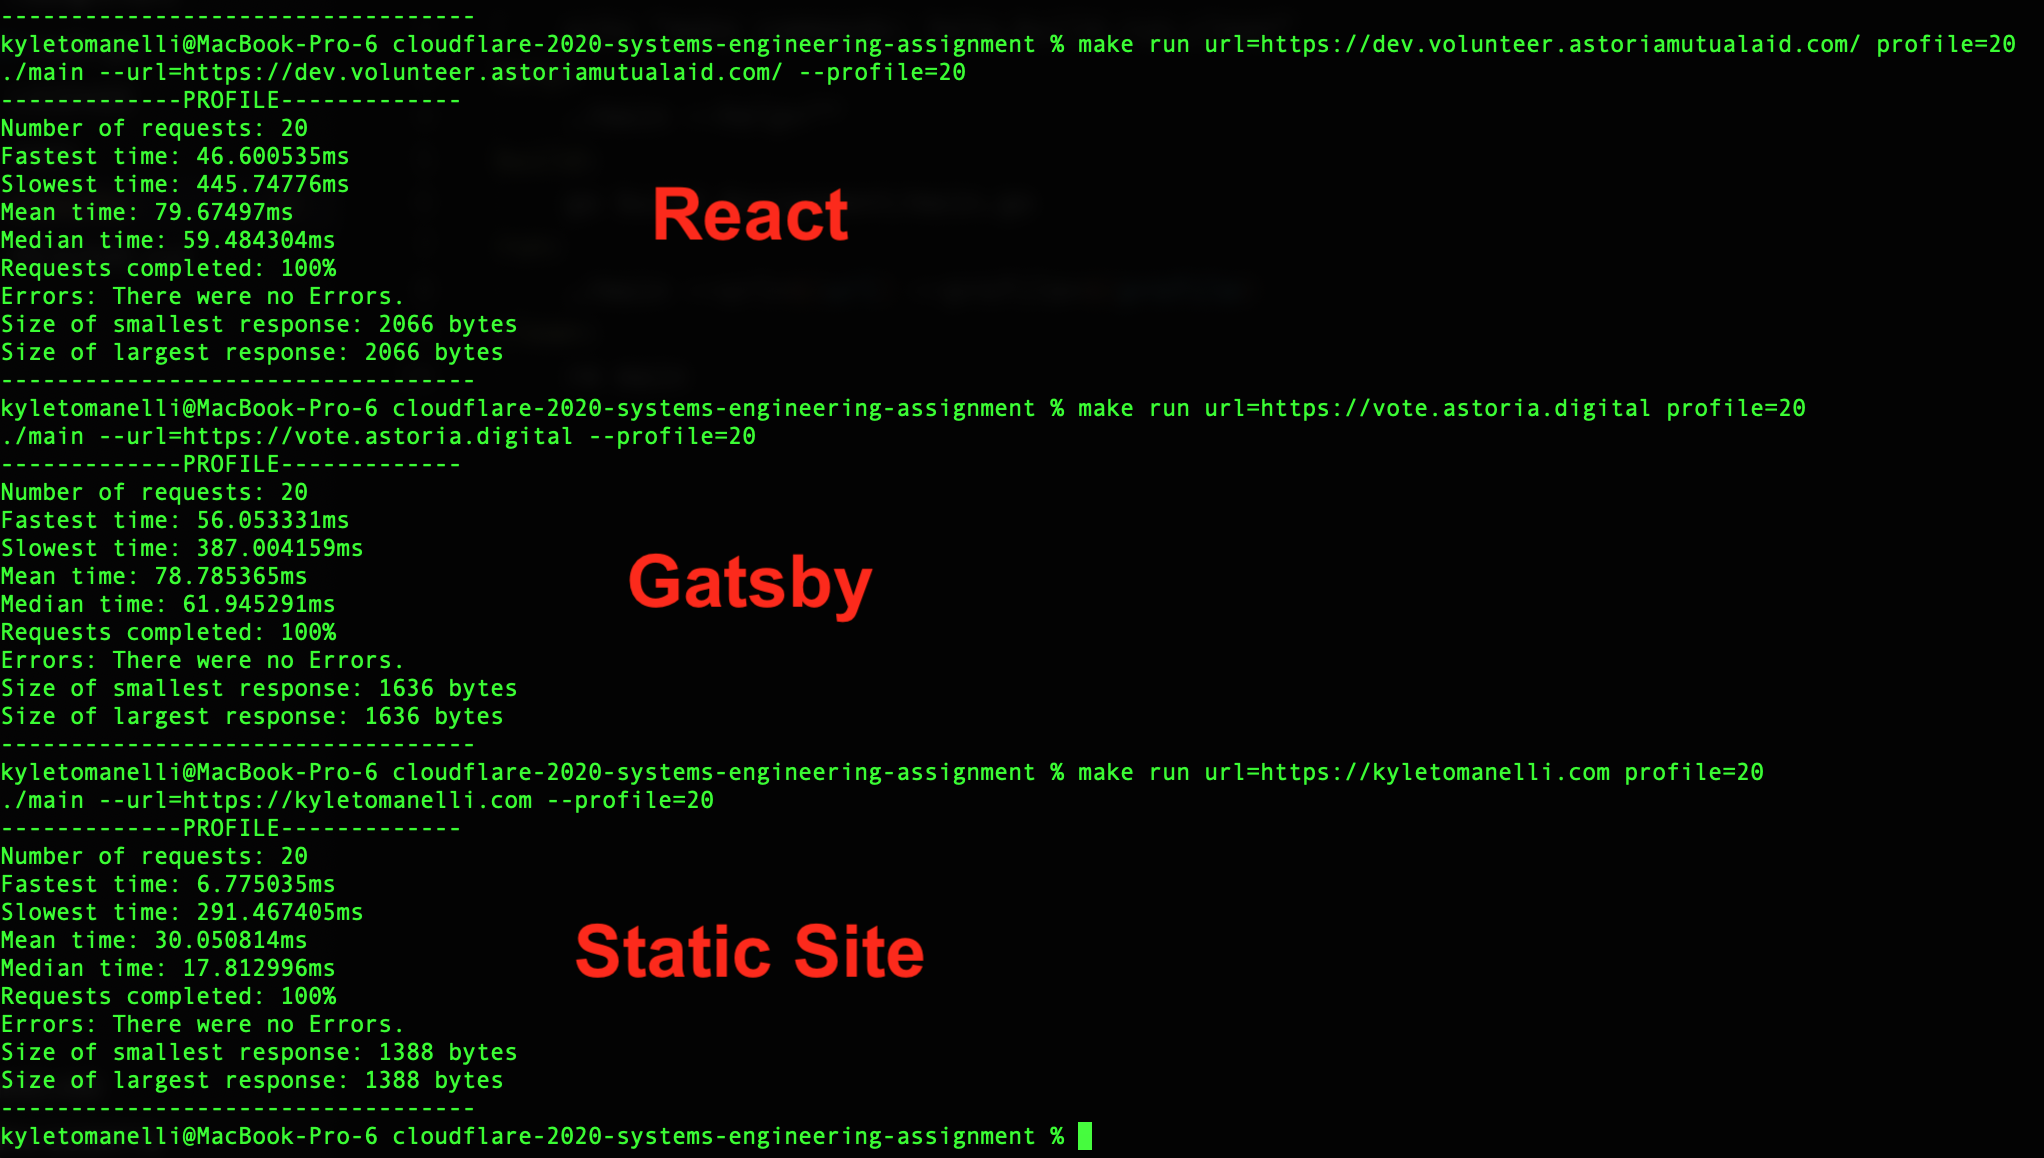 ----------------------------------
kyletomanelli@MacBook-Pro-6 cloudflare-2020-systems-engineering-assignment % make run url=https://dev.volunteer.astoriamutualaid.com/ profile=20
./main --url=https://dev.volunteer.astoriamutualaid.com/ --profile=20
-------------PROFILE-------------
Number of requests: 20
Fastest time: 46.600535ms
Slowest time: 445.74776ms
Mean time: 79.67497ms
Median time: 59.484304ms
Requests completed: 100%
Errors: There were no Errors.
Size of smallest response: 2066 bytes
Size of largest response: 2066 bytes
React
----------------------------------
kyletomanelli@MacBook-Pro-6 cloudflare-2020-systems-engineering-assignment % make run url=https://vote.astoria.digital profile=20
./main --url=https://vote.astoria.digital --profile=20
-------------PROFILE-------------
Number of requests: 20
Fastest time: 56.053331ms
Slowest time: 387.004159ms
Mean time: 78.785365ms
Median time: 61.945291ms
Requests completed: 100%
Errors: There were no Errors.
Size of smallest response: 1636 bytes
Size of largest response: 1636 bytes
Gatsby
----------------------------------
kyletomanelli@MacBook-Pro-6 cloudflare-2020-systems-engineering-assignment % make run url=https://kyletomanelli.com profile=20
./main --url=https://kyletomanelli.com --profile=20
-------------PROFILE-------------
Number of requests: 20
Fastest time: 6.775035ms
Slowest time: 291.467405ms
Mean time: 30.050814ms
Median time: 17.812996ms
Requests completed: 100%
Errors: There were no Errors.
Size of smallest response: 1388 bytes
Size of largest response: 1388 bytes
Static Site
----------------------------------
kyletomanelli@MacBook-Pro-6 cloudflare-2020-systems-engineering-assignment %